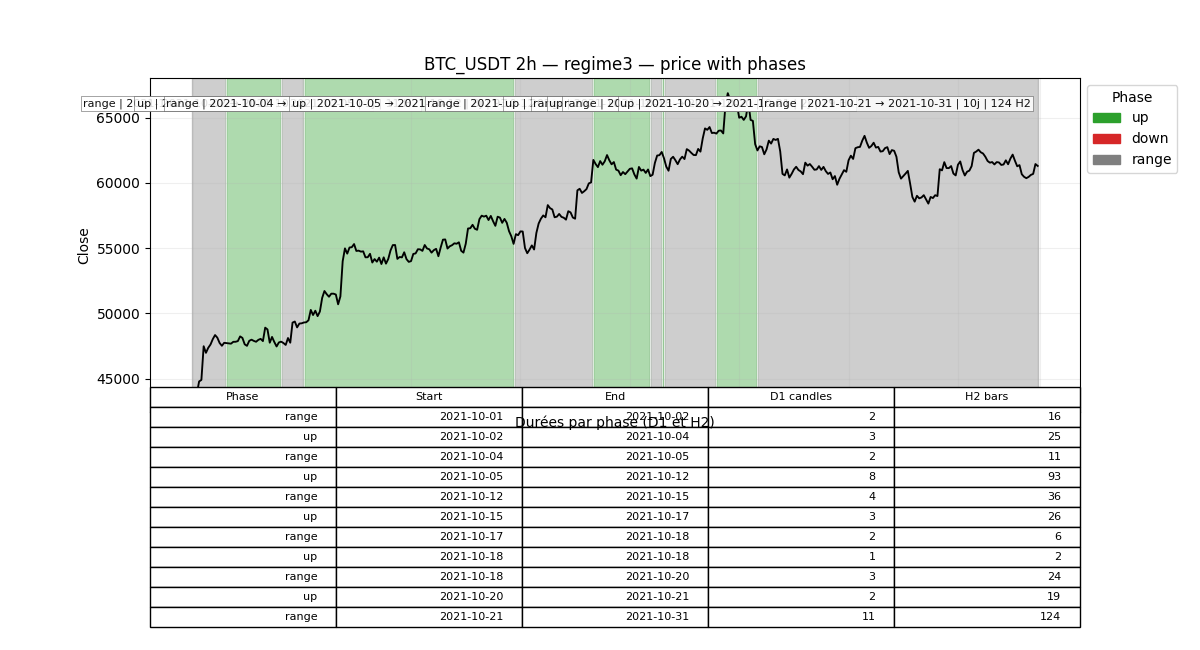 BTC_USDT 2h — regime3 — price with phases
range | 2 up | range | 2021-10-04 → up | 2021-10-05 → 2021 range | 2021- up | range | 20 up | 2021-10-20 → 2021-1 range | 2021-10-21 → 2021-10-31 | 10j | 124 H2
Phase
up
down
range
65000
60000
55000
50000
45000
Close
Phase Start End D1 candles H2 bars
range 2021-10-01 2021-10-02 2 16
Durées par phase (D1 et H2)
up 2021-10-02 2021-10-04 3 25
range 2021-10-04 2021-10-05 2 11
up 2021-10-05 2021-10-12 8 93
range 2021-10-12 2021-10-15 4 36
up 2021-10-15 2021-10-17 3 26
range 2021-10-17 2021-10-18 2 6
up 2021-10-18 2021-10-18 1 2
range 2021-10-18 2021-10-20 3 24
up 2021-10-20 2021-10-21 2 19
range 2021-10-21 2021-10-31 11 124